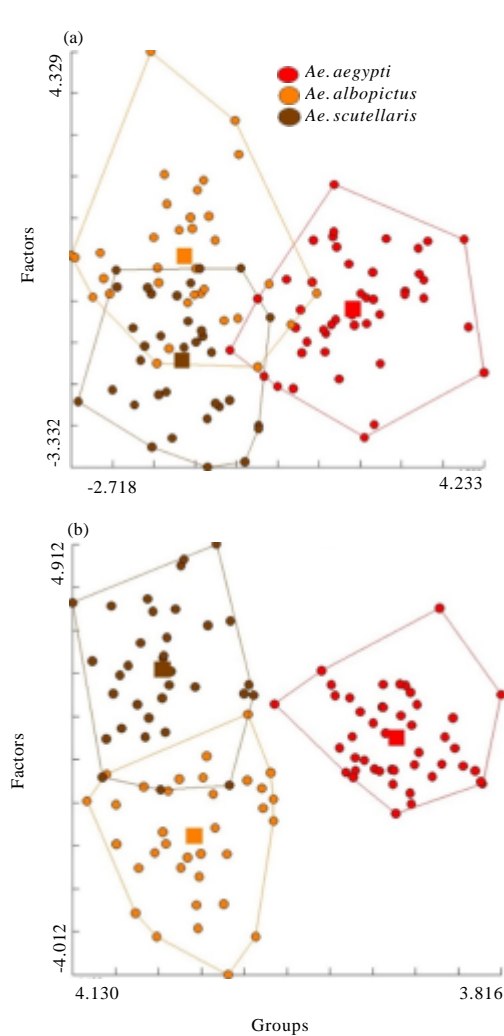 (a)
4.329
Ae. aegypti
Ae. albopictus
Ae. scutellaris
Factors
-3.332
-2.718
4.233
(b)
4.912
Factors
-4.012
4.130
3.816
Groups